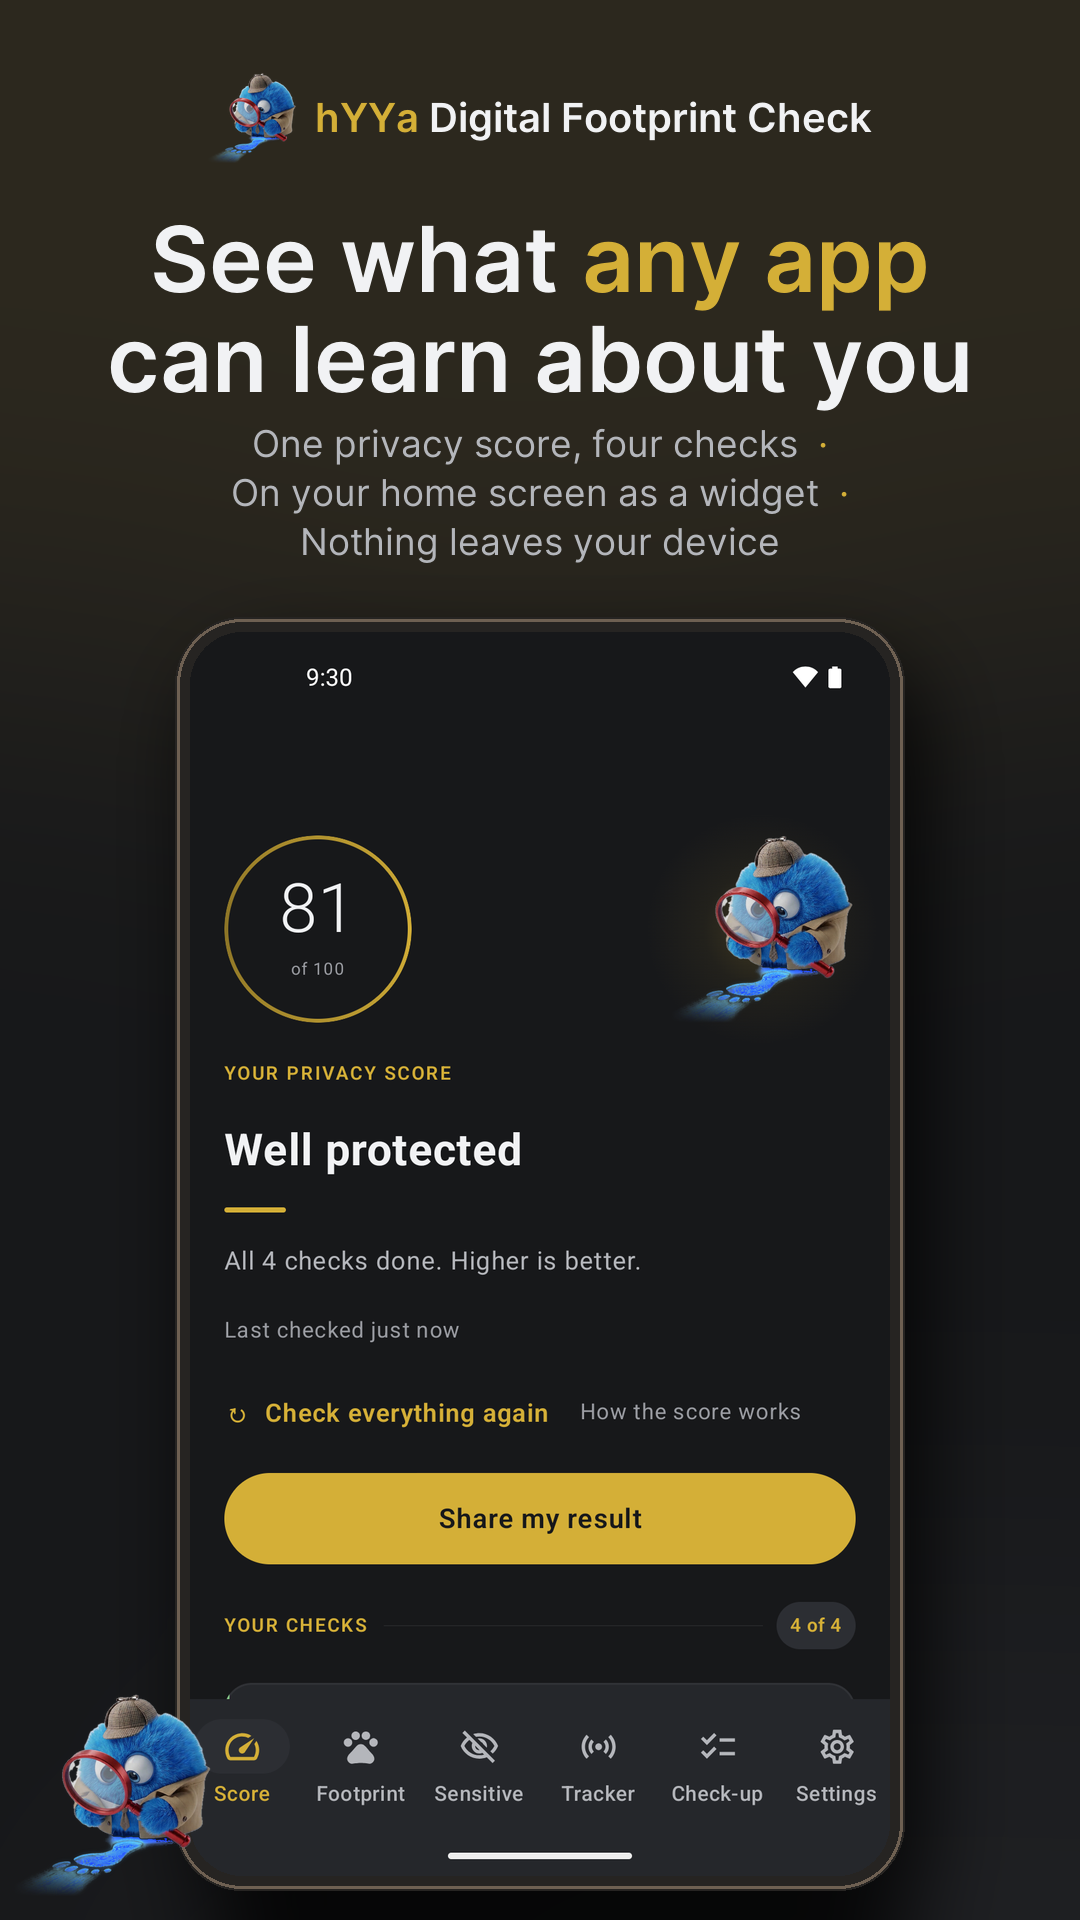 hYYa Digital Footprint Check
See what any app
can learn about you
One privacy score, four checks ·
On your home screen as a widget ·
Nothing leaves your device
9:30
81
of 100
YOUR PRIVACY SCORE
Well protected
All 4 checks done. Higher is better.
Last checked just now
↻ Check everything again How the score works
Share my result
YOUR CHECKS 4 of 4
Score Footprint Sensitive Tracker Check-up Settings